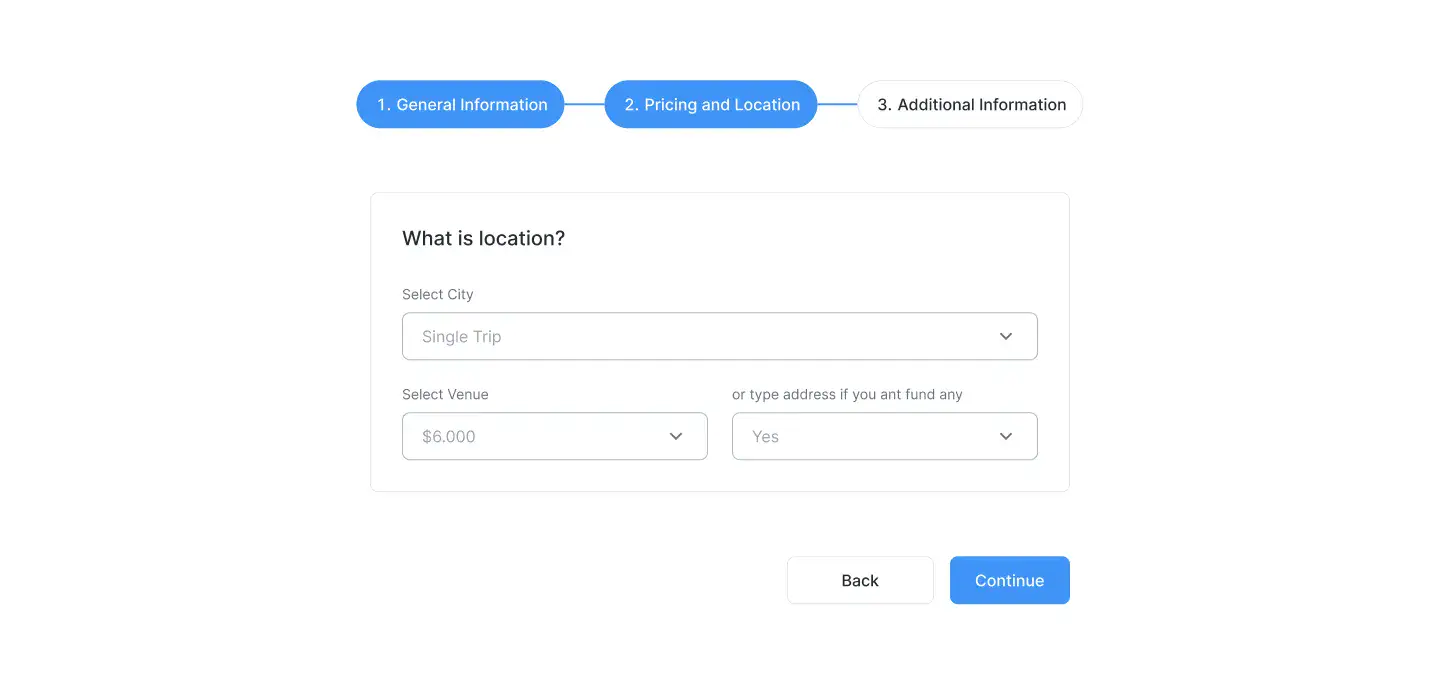 1. General Information
2. Pricing and Location
3. Additional Information
What is location?
Select City
Single Trip
Select Venue
or type address if you ant fund any
$6.000
Yes
Back
Continue